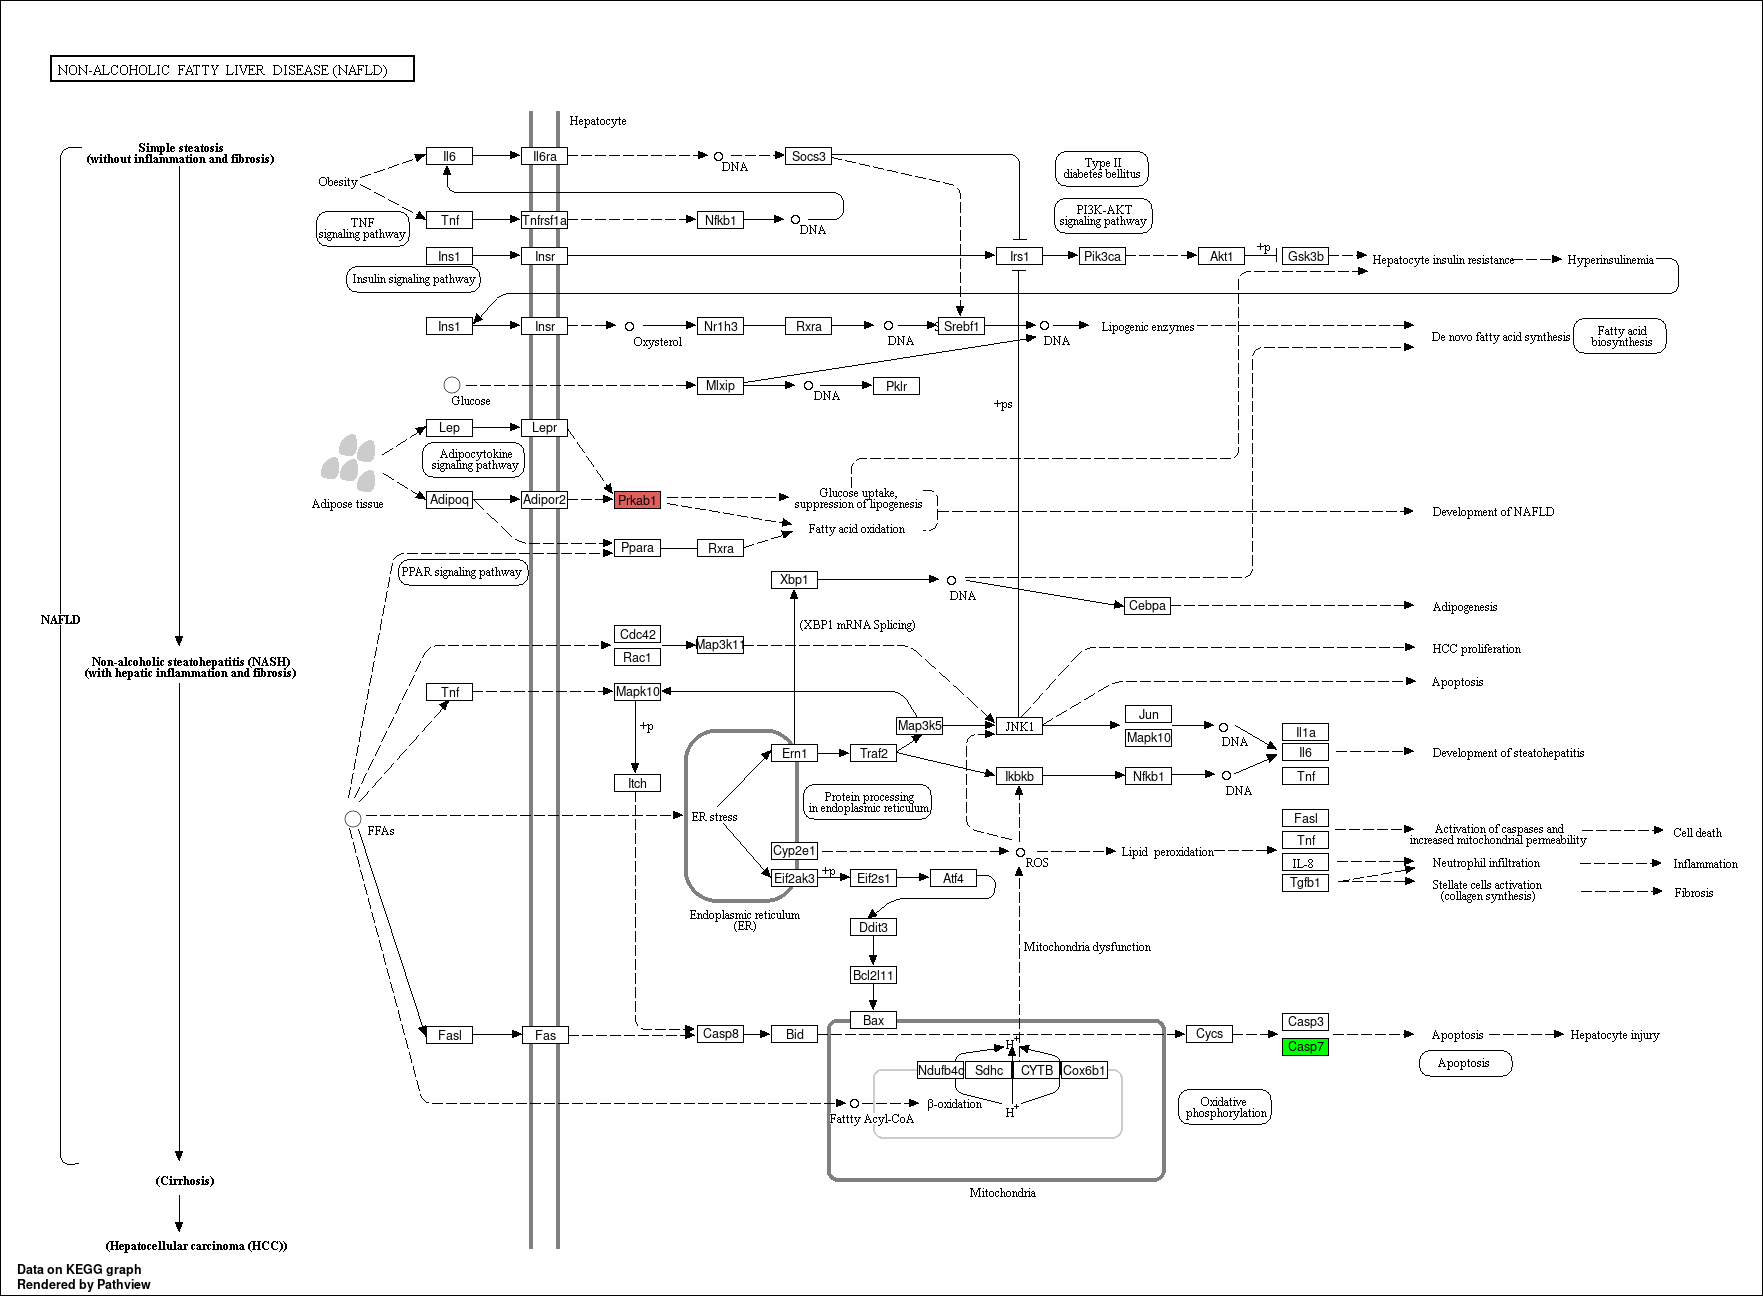 NON-ALCOHOLIC FATTY LIVER DISEASE (NAFLD)
Hepatocyte
Simple steatosis
(without inflammation and fibrosis)
Il6
Il6ra
DNA
Socs3
Type II
diabetes bellitus
Obesity
TNF
signaling pathway
Tnf
Tnfrsf1a
Nfkb1
DNA
PI3K-AKT
signaling pathway
Ins1
Insr
Irs1
Pik3ca
Akt1
+p
Gsk3b
Hepatocyte insulin resistance
Hyperinsulinemia
Insulin signaling pathway
Ins1
Insr
Oxysterol
Nr1h3
Rxra
DNA
Srebf1
DNA
Lipogenic enzymes
De novo fatty acid synthesis
Fatty acid
biosynthesis
Glucose
Mlxip
DNA
Pklr
+ps
Lep
Lepr
Adipocytokine
signaling pathway
Adipose tissue
Adipoq
Adipor2
Prkab1
Glucose uptake,
suppression of lipogenesis
Fatty acid oxidation
Development of NAFLD
Ppara
Rxra
PPAR signaling pathway
Xbp1
DNA
Cebpa
Adipogenesis
(XBP1 mRNA Splicing)
NAFLD
Cdc42
Rac1
Map3k11
HCC proliferation
Non-alcoholic steatohepatitis (NASH)
(with hepatic inflammation and fibrosis)
Apoptosis
Tnf
Mapk10
+p
Itch
Map3k5
JNK1
Jun
Mapk10
DNA
Il1a
Il6
Tnf
Development of steatohepatitis
Ern1
Traf2
Ikbkb
Nfkb1
DNA
Protein processing
in endoplasmic reticulum
ER stress
FFAs
Cyp2e1
ROS
Lipid peroxidation
Fasl
Tnf
IL-8
Tgfb1
Activation of caspases and
increased mitochondrial permeability
Cell death
Neutrophil infiltration
Inflammation
Stellate cells activation
(collagen synthesis)
Fibrosis
Eif2ak3
+p
Eif2s1
Atf4
Endoplasmic reticulum
(ER)
Ddit3
Mitochondria dysfunction
Bcl2l11
Bax
Fasl
Fas
Casp8
Bid
Cycs
Casp3
Casp7
Apoptosis
Hepatocyte injury
Apoptosis
H+
Ndufb4c
Sdhc
CYTB
Cox6b1
H+
β-oxidation
Fattty Acyl-CoA
Oxidative
phosphorylation
Mitochondria
(Cirrhosis)
(Hepatocellular carcinoma (HCC))
Data on KEGG graph
Rendered by Pathview